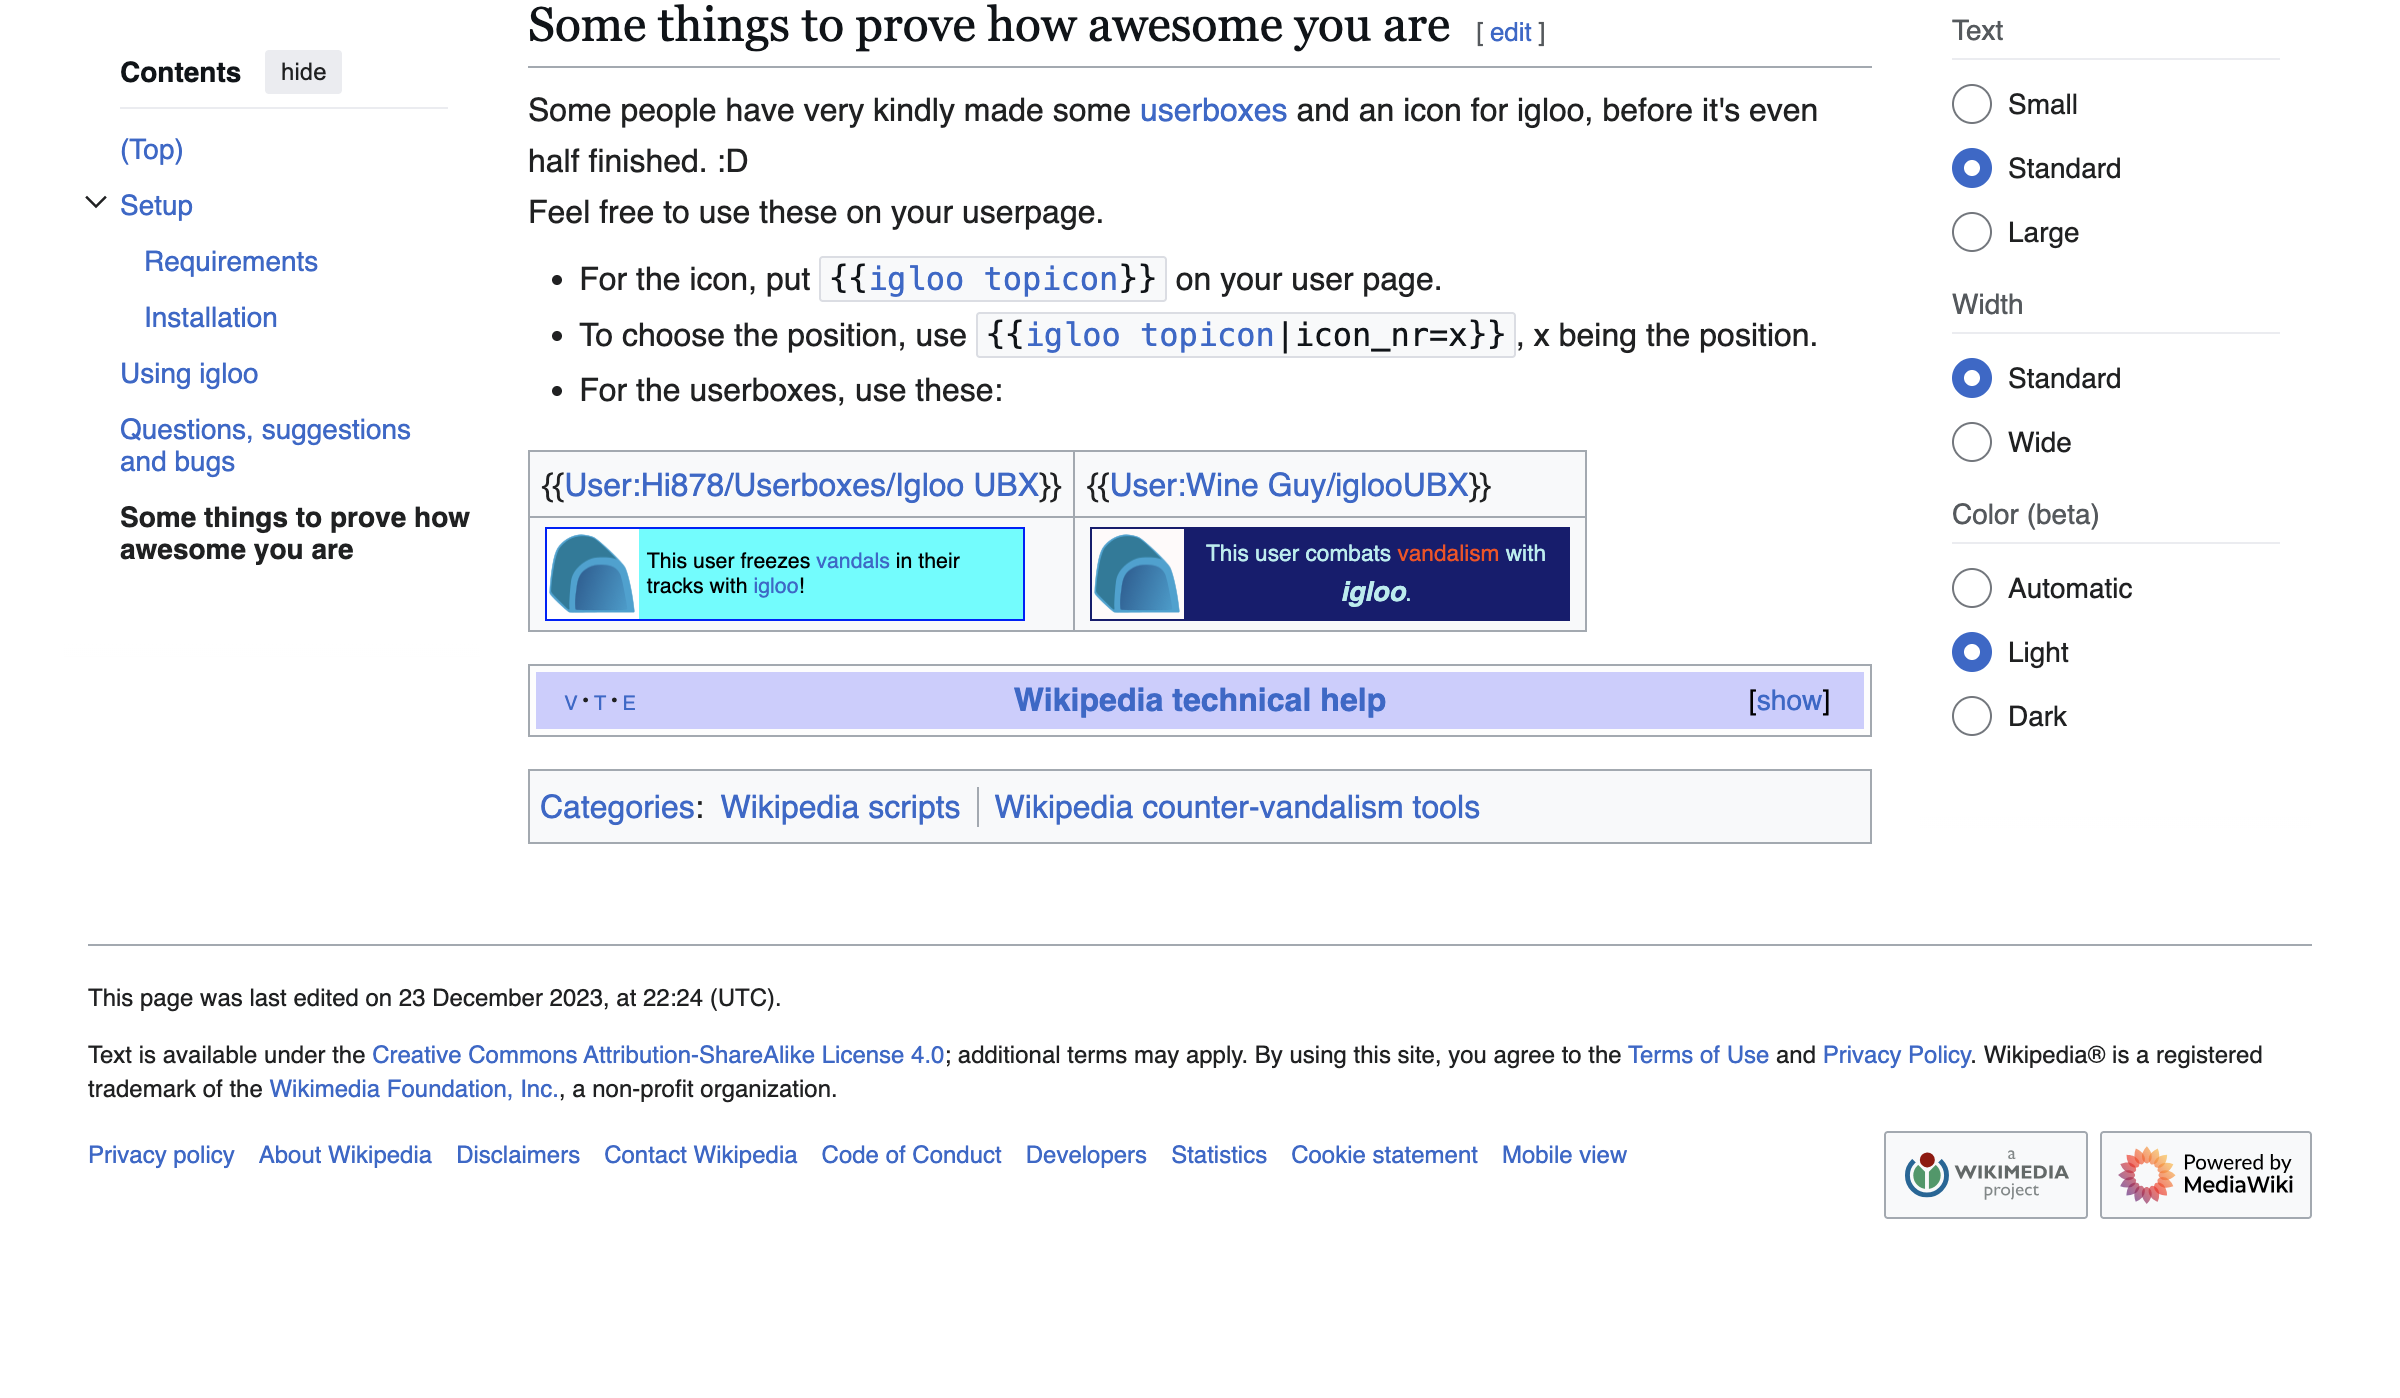 Contents hide
(Top)
Setup
Requirements
Installation
Using igloo
Questions, suggestions
and bugs
Some things to prove how
awesome you are
Some things to prove how awesome you are [ edit ]
Some people have very kindly made some userboxes and an icon for igloo, before it's even
half finished. :D
Feel free to use these on your userpage.
• For the icon, put {{igloo topicon}} on your user page.
• To choose the position, use {{igloo topicon|icon_nr=x}}, x being the position.
• For the userboxes, use these:
{{User:Hi878/Userboxes/Igloo UBX}} {{User:Wine Guy/iglooUBX}}
This user freezes vandals in their
tracks with igloo!
This user combats vandalism with
igloo.
V · T · E Wikipedia technical help [show]
Categories: Wikipedia scripts | Wikipedia counter-vandalism tools
Text
Small
Standard
Large
Width
Standard
Wide
Color (beta)
Automatic
Light
Dark
This page was last edited on 23 December 2023, at 22:24 (UTC).
Text is available under the Creative Commons Attribution-ShareAlike License 4.0; additional terms may apply. By using this site, you agree to the Terms of Use and Privacy Policy. Wikipedia® is a registered
trademark of the Wikimedia Foundation, Inc., a non-profit organization.
Privacy policy About Wikipedia Disclaimers Contact Wikipedia Code of Conduct Developers Statistics Cookie statement Mobile view
a
WIKIMEDIA
project
Powered by
MediaWiki